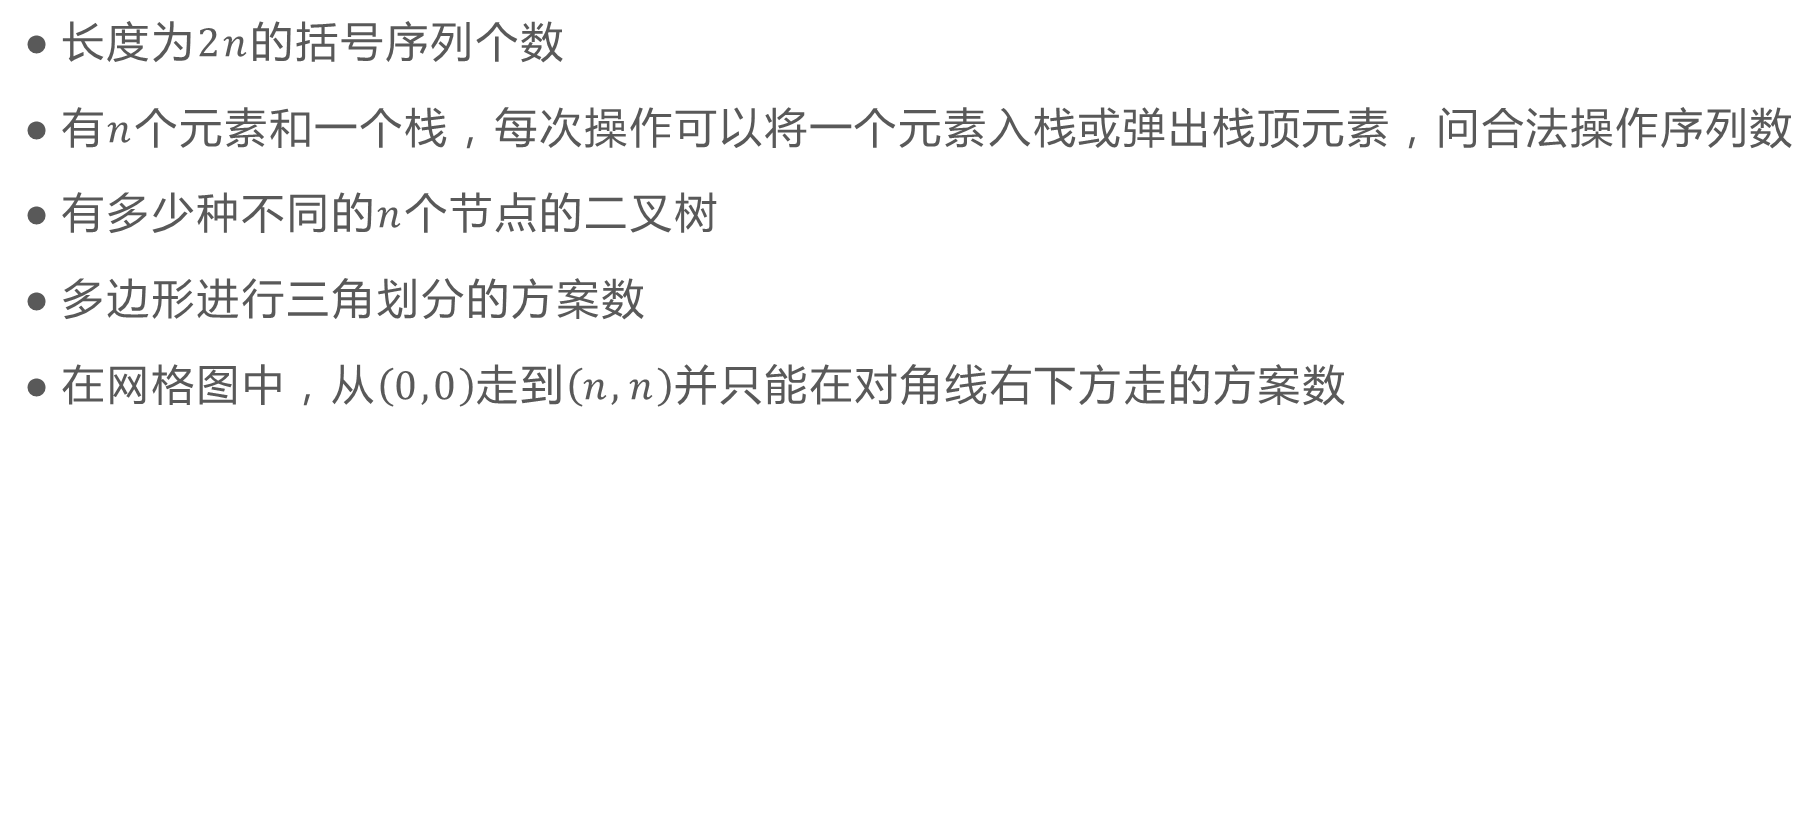 • 长度为2n的括号序列个数
• 有n个元素和一个栈，每次操作可以将一个元素入栈或弹出栈顶元素，问合法操作序列数
• 有多少种不同的n个节点的二叉树
• 多边形进行三角划分的方案数
• 在网格图中，从(0,0)走到(n,n)并只能在对角线右下方走的方案数